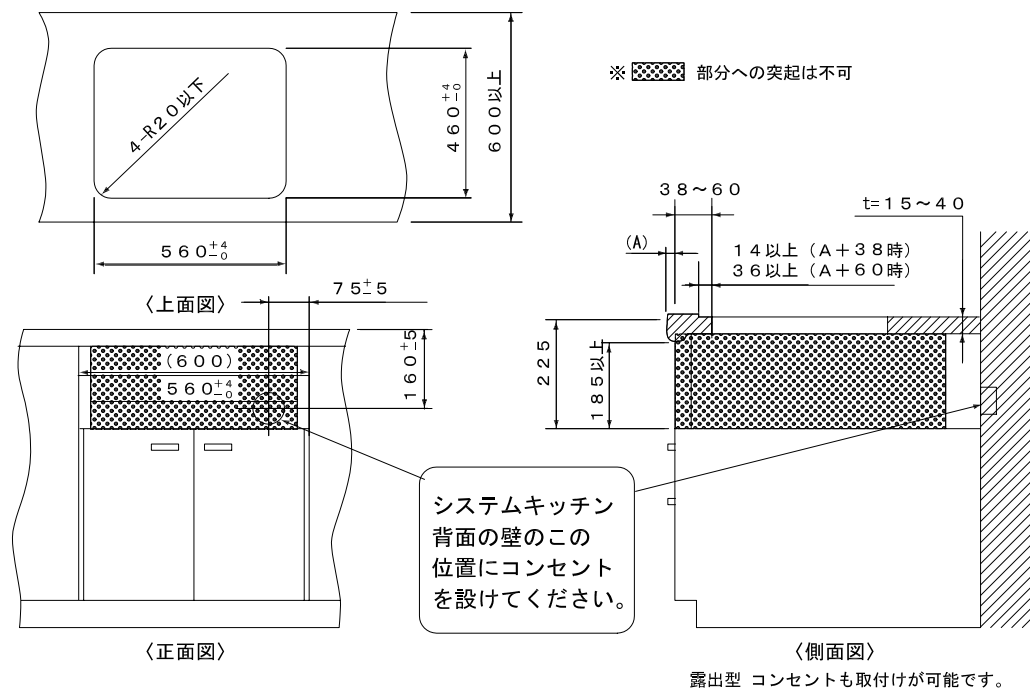 4-R20以下
460+4-0
600以上
560+4-0
〈上面図〉
※ 部分への突起は不可
75±5
160±5
(600)
560+4-0
〈正面図〉
システムキッチン
背面の壁のこの
位置にコンセント
を設けてください。
38～60
t=15～40
(A)
14以上（A＋38時）
36以上（A＋60時）
225
185以上
〈側面図〉
露出型 コンセントも取付けが可能です。